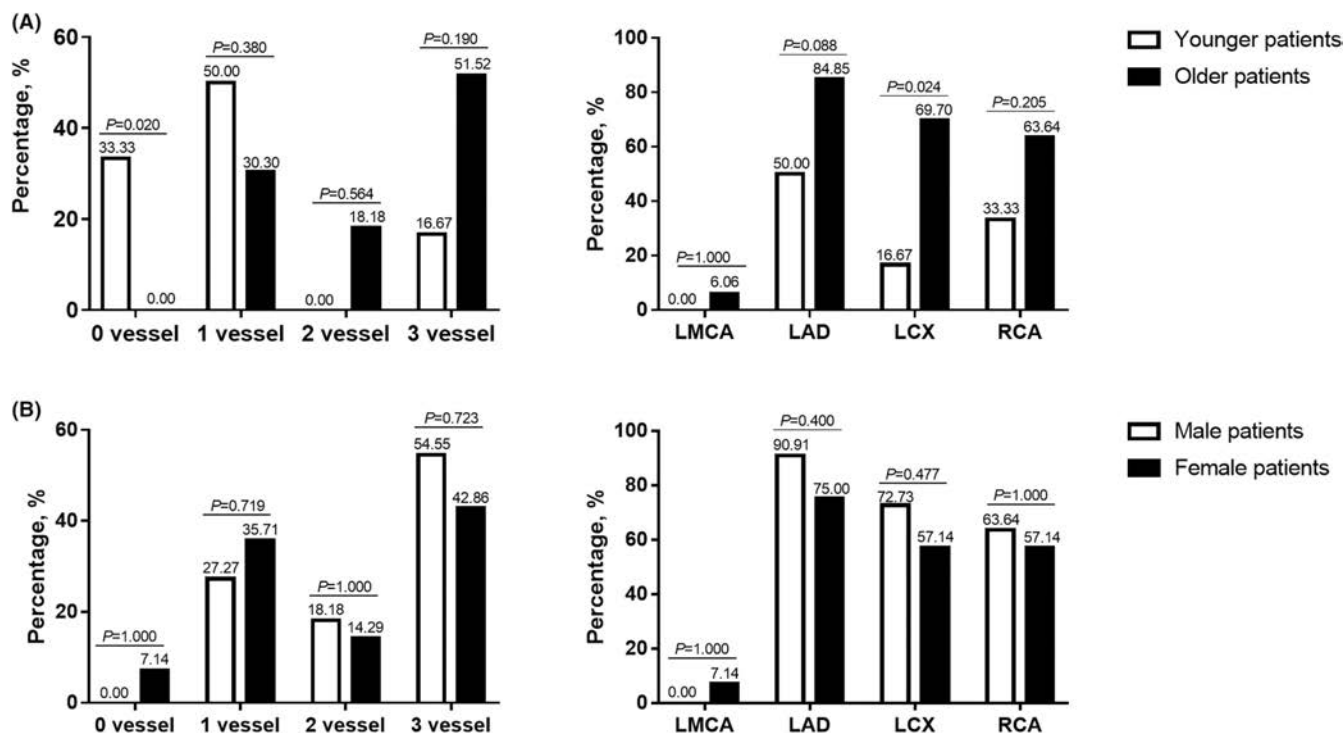 (A)
Percentage, %
60
40
20
0
P=0.020
33.33
0.00
P=0.380
50.00
30.30
P=0.564
0.00
18.18
P=0.190
16.67
51.52
0 vessel 1 vessel 2 vessel 3 vessel
Percentage, %
100
80
60
40
20
0
P=1.000
0.00
6.06
P=0.088
50.00
84.85
P=0.024
16.67
69.70
P=0.205
33.33
63.64
LMCA LAD LCX RCA
Younger patients
Older patients
(B)
Percentage, %
60
40
20
0
P=1.000
0.00
7.14
P=0.719
27.27
35.71
P=1.000
18.18
14.29
P=0.723
54.55
42.86
0 vessel 1 vessel 2 vessel 3 vessel
Percentage, %
100
80
60
40
20
0
P=1.000
0.00
7.14
P=0.400
90.91
75.00
P=0.477
72.73
57.14
P=1.000
63.64
57.14
LMCA LAD LCX RCA
Male patients
Female patients